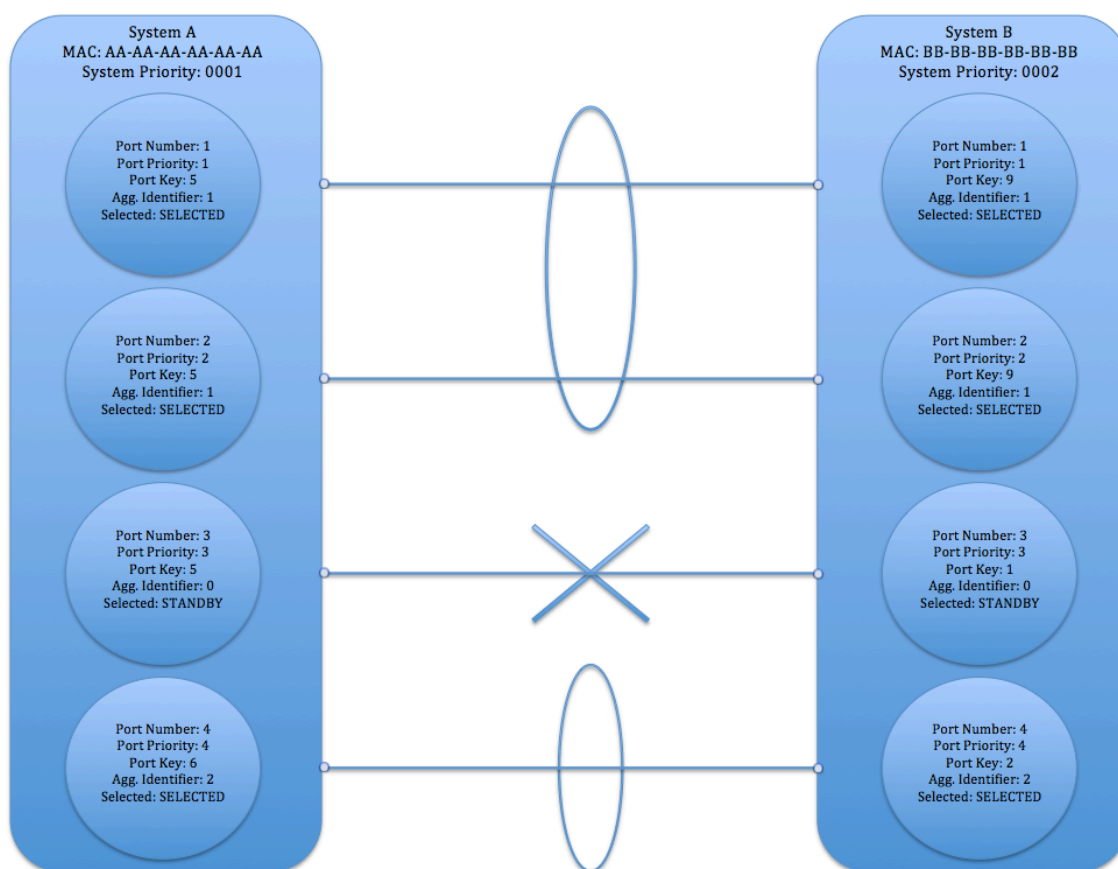 System A
MAC: AA-AA-AA-AA-AA-AA
System Priority: 0001
Port Number: 1
Port Priority: 1
Port Key: 5
Agg. Identifier: 1
Selected: SELECTED
Port Number: 2
Port Priority: 2
Port Key: 5
Agg. Identifier: 1
Selected: SELECTED
Port Number: 3
Port Priority: 3
Port Key: 5
Agg. Identifier: 0
Selected: STANDBY
Port Number: 4
Port Priority: 4
Port Key: 6
Agg. Identifier: 2
Selected: SELECTED
System B
MAC: BB-BB-BB-BB-BB-BB
System Priority: 0002
Port Number: 1
Port Priority: 1
Port Key: 9
Agg. Identifier: 1
Selected: SELECTED
Port Number: 2
Port Priority: 2
Port Key: 9
Agg. Identifier: 1
Selected: SELECTED
Port Number: 3
Port Priority: 3
Port Key: 1
Agg. Identifier: 0
Selected: STANDBY
Port Number: 4
Port Priority: 4
Port Key: 2
Agg. Identifier: 2
Selected: SELECTED